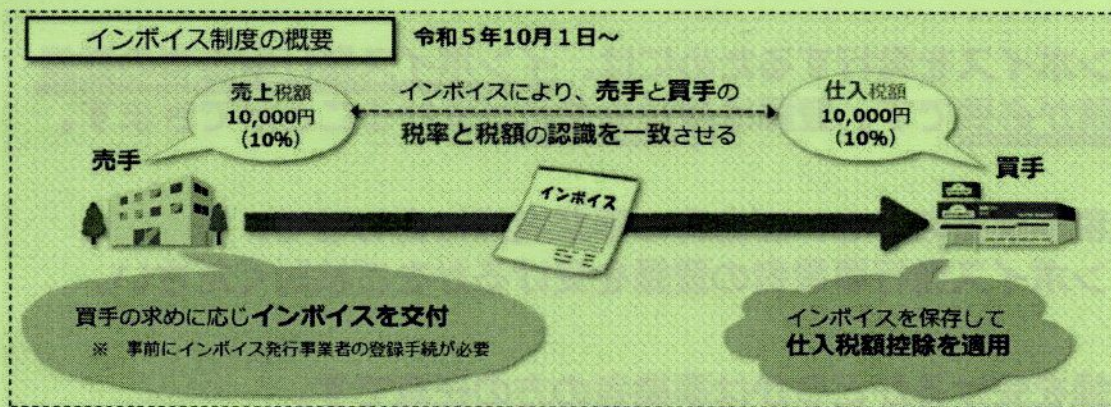 インボイス制度の概要
令和5年10月1日~
売上税額
10,000円
(10%)
インボイスにより、売手と買手の
税率と税額の認識を一致させる
仕入税額
10,000円
(10%)
売手
買手
インボイス
買手の求めに応じインボイスを交付
※ 事前にインボイス発行事業者の登録手続が必要
インボイスを保存して
仕入税額控除を適用